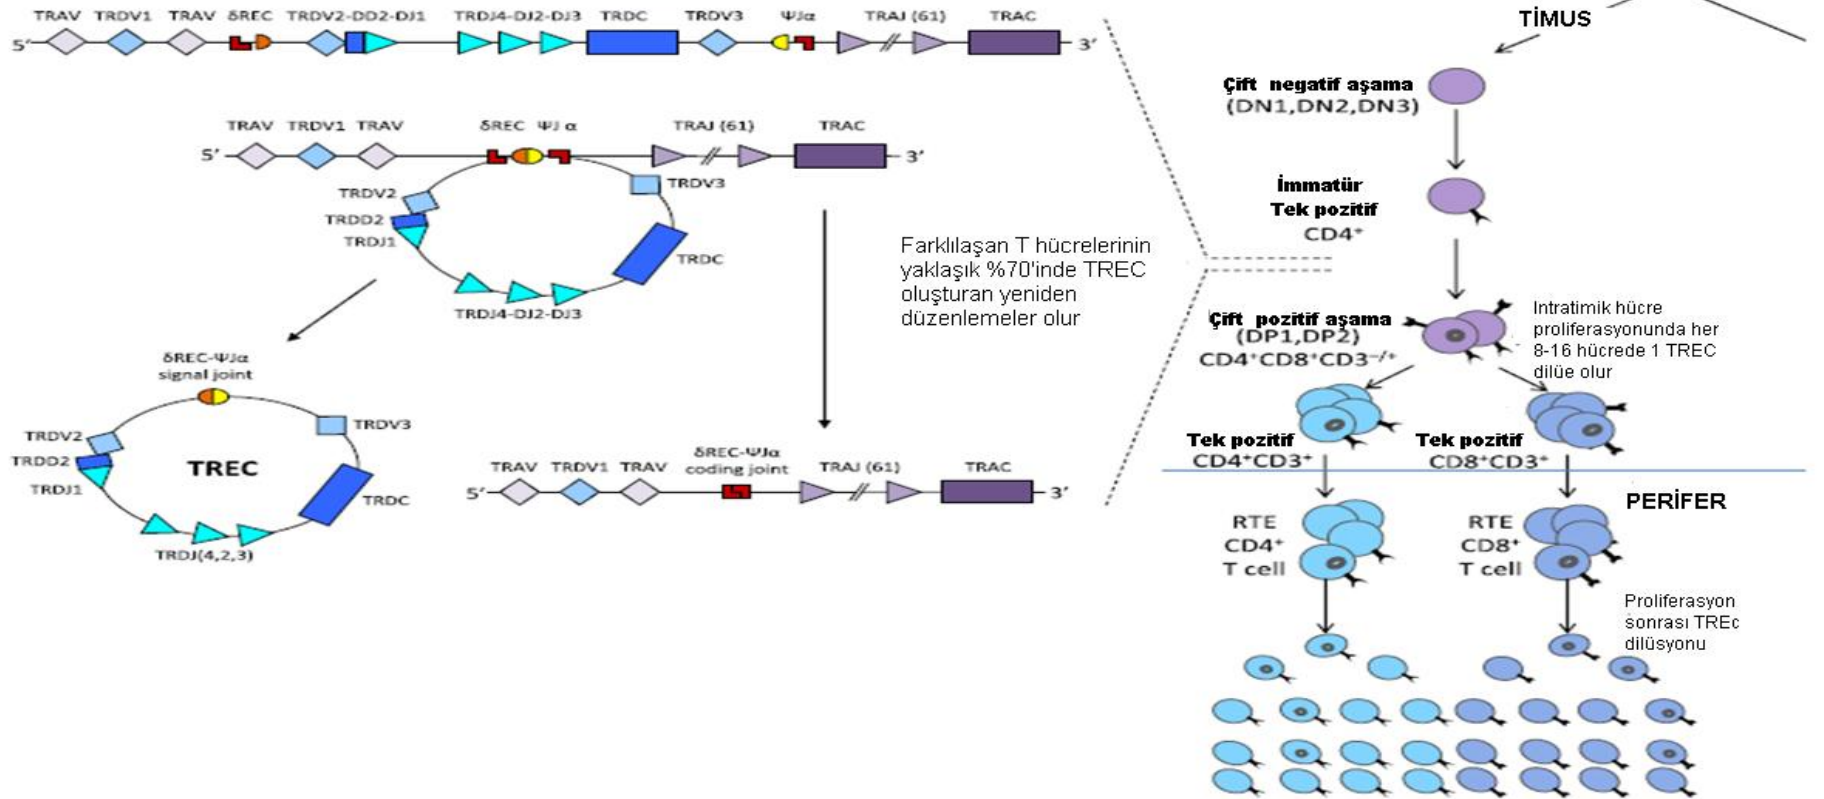 TRAV TRDV1 TRAV δREC TRDV2-DD2-DJ1 TRDJ4-DJ2-DJ3 TRDC TRDV3 ΨJα TRAJ (61) TRAC
5′ 3′
TRAV TRDV1 TRAV δREC ΨJ α TRAJ (61) TRAC
5′ 3′
TRDV2
TRDD2
TRDJ1
TRDV3
TRDC
TRDJ4-DJ2-DJ3
δREC-ΨJα
signal joint
TRDV2
TRDD2
TRDJ1
TREC
TRDV3
TRDC
TRDJ(4,2,3)
Farklılaşan T hücrelerinin
yaklaşık %70'inde TREC
oluşturan yeniden
düzenlemeler olur
δREC-ΨJα
TRAV TRDV1 TRAV coding joint TRAJ (61) TRAC
5′ 3′
TİMUS
Çift negatif aşama
(DN1,DN2,DN3)
İmmatür
Tek pozitif
CD4⁺
Çift pozitif aşama
(DP1,DP2)
CD4⁺CD8⁺CD3⁻/⁺
Intratimik hücre
proliferasyonunda her
8-16 hücrede 1 TREC
dilüe olur
Tek pozitif
CD4⁺CD3⁺
Tek pozitif
CD8⁺CD3⁺
PERİFER
RTE
CD4⁺
T cell
RTE
CD8⁺
T cell
Proliferasyon
sonrası TREc
dilüsyonu